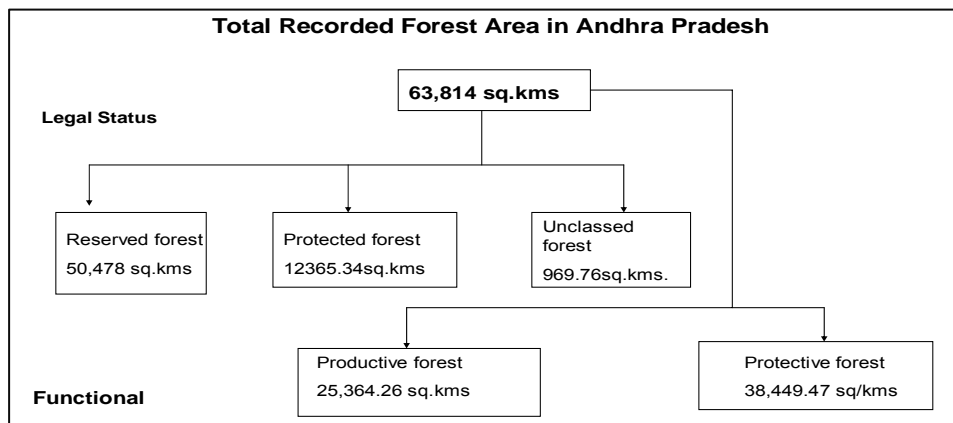 Total Recorded Forest Area in Andhra Pradesh
63,814 sq.kms
Legal Status
Reserved forest
50,478 sq.kms
Protected forest
12365.34sq.kms
Unclassed
forest
969.76sq.kms.
Productive forest
25,364.26 sq.kms
Protective forest
38,449.47 sq/kms
Functional